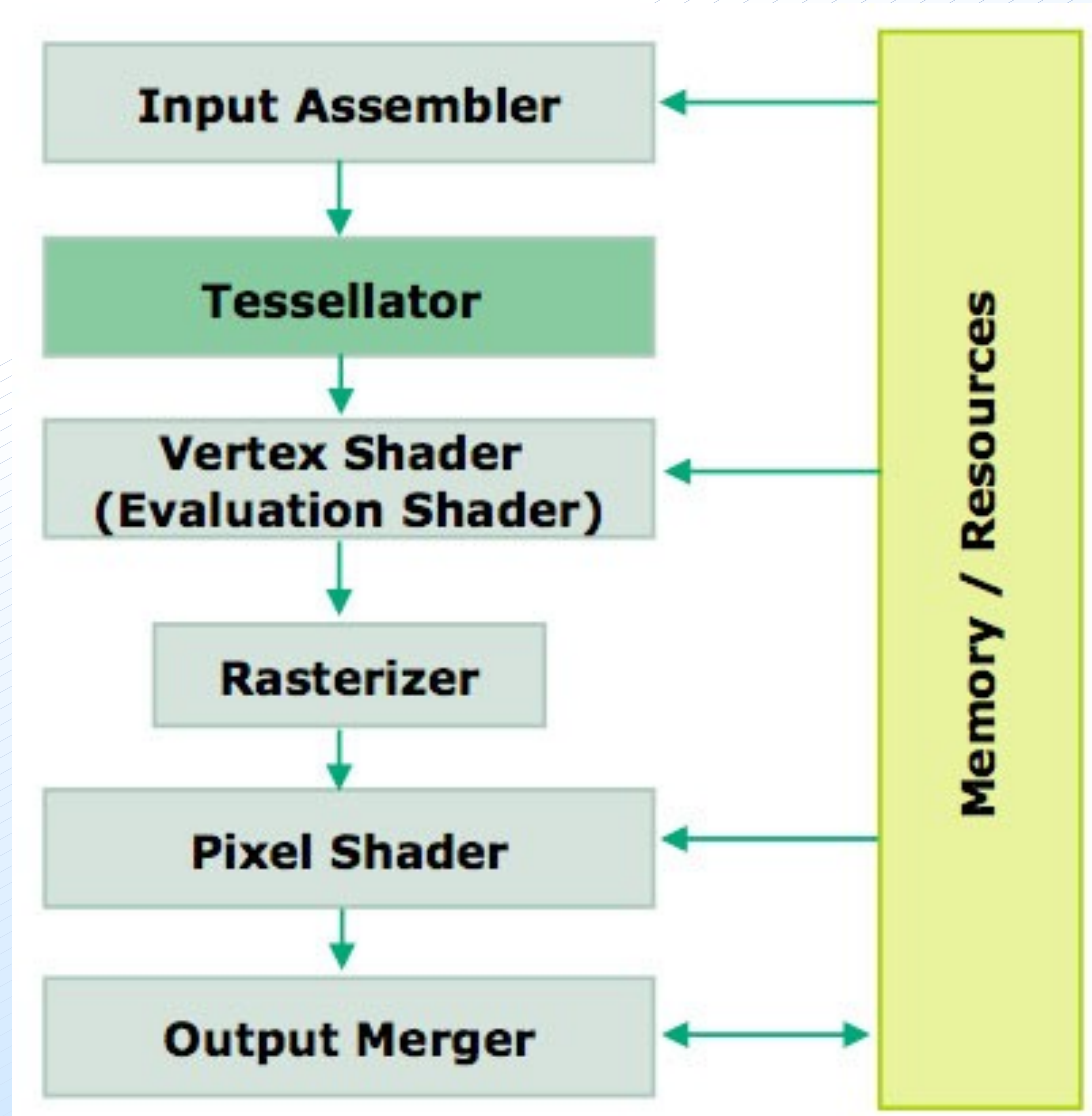 Input Assembler
Tessellator
Vertex Shader
(Evaluation Shader)
Rasterizer
Pixel Shader
Output Merger
Memory / Resources